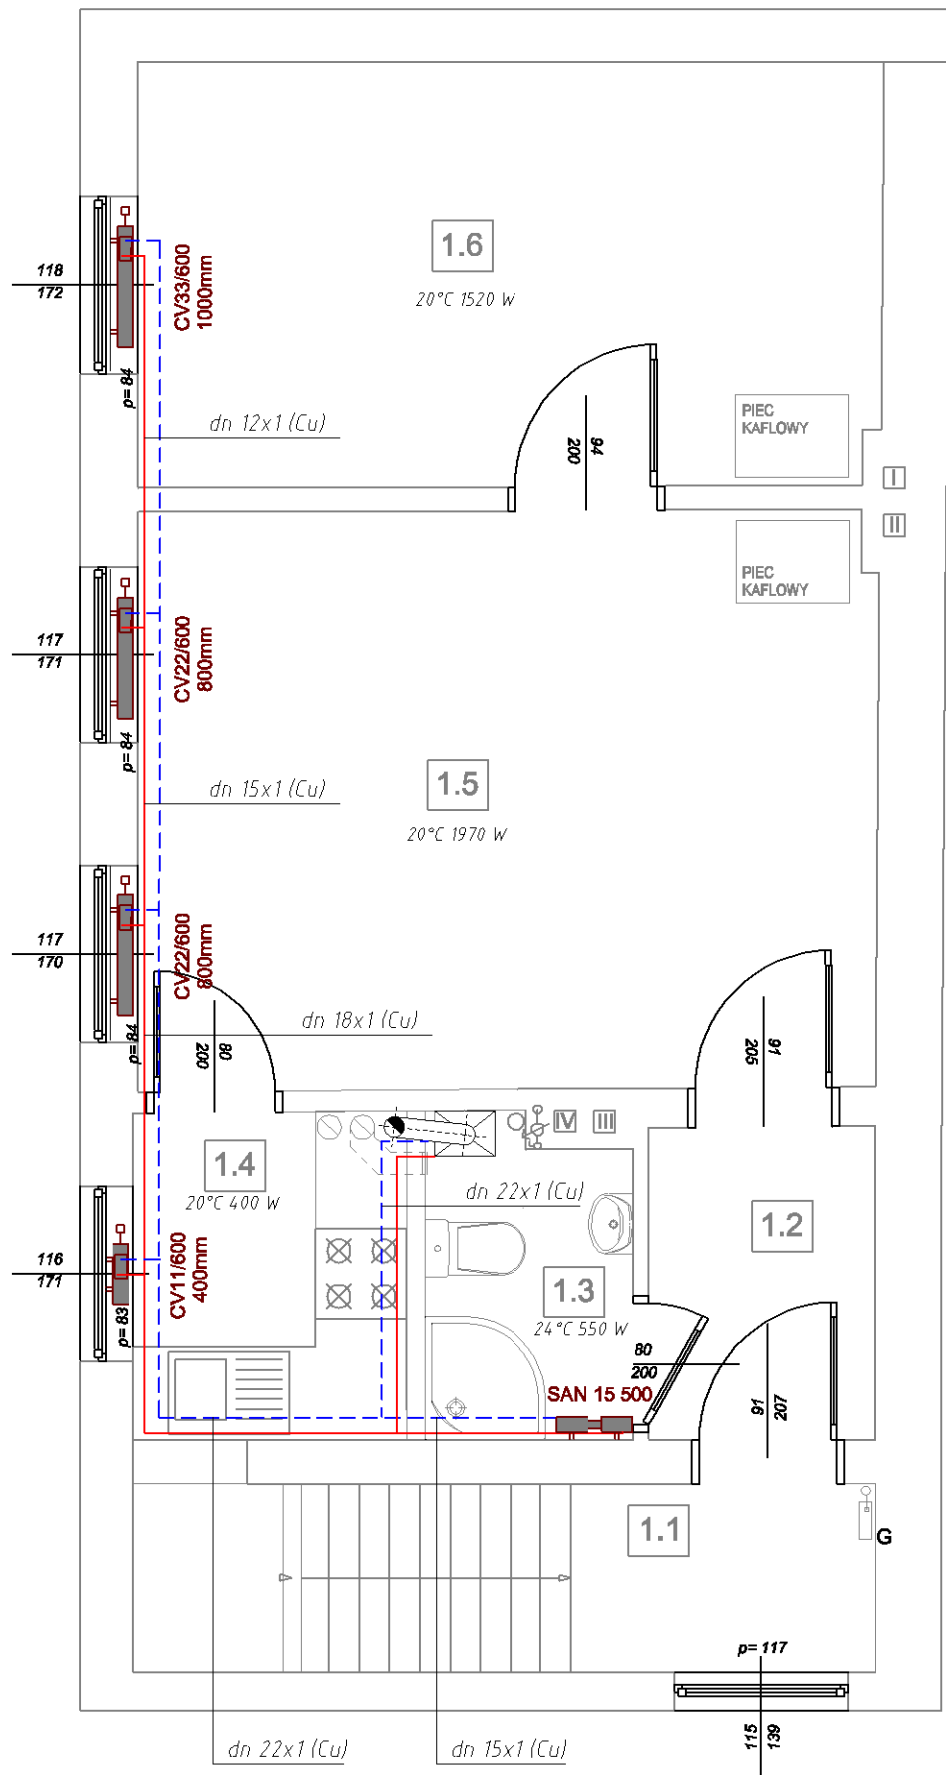 1.6
20°C 1520 W
118
172
CV33/600
1000mm
p= 84
dn 12x1 (Cu)
94
200
PIEC
KAFLOWY
I
II
PIEC
KAFLOWY
117
171
CV22/600
800mm
p= 84
1.5
20°C 1970 W
dn 15x1 (Cu)
117
170
CV22/600
800mm
p= 84
dn 18x1 (Cu)
80
200
91
205
IV
III
1.4
20°C 400 W
dn 22x1 (Cu)
1.2
116
171
CV11/600
400mm
p= 83
1.3
24°C 550 W
80
200
SAN 15 500
91
207
1.1
G
p= 117
115
139
dn 22x1 (Cu)
dn 15x1 (Cu)